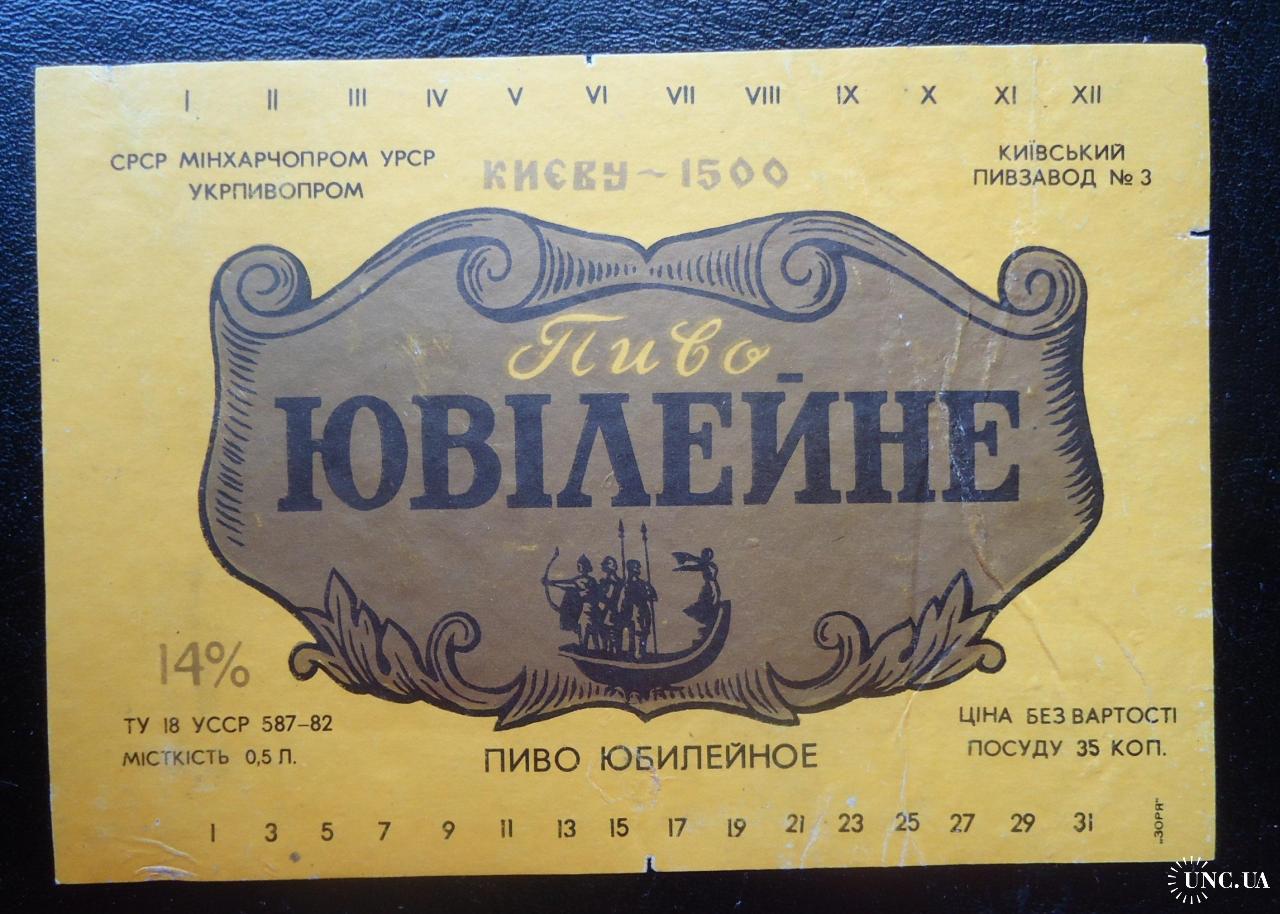 I II III IV V VI VII VIII IX X XI XII
СРСР МІНХАРЧОПРОМ УРСР
УКРПИВОПРОМ
КИЄВУ ~ 1500
КИЇВСЬКИЙ
ПИВЗАВОД № 3
Пиво
ЮВІЛЕЙНЕ
14%
ТУ 18 УССР 587–82
МІСТКІСТЬ 0,5 Л.
ПИВО ЮБИЛЕЙНОЕ
ЦІНА БЕЗ ВАРТОСТІ
ПОСУДУ 35 КОП.
1 3 5 7 9 11 13 15 17 19 21 23 25 27 29 31
„ЗОРЯ"
UNC.UA